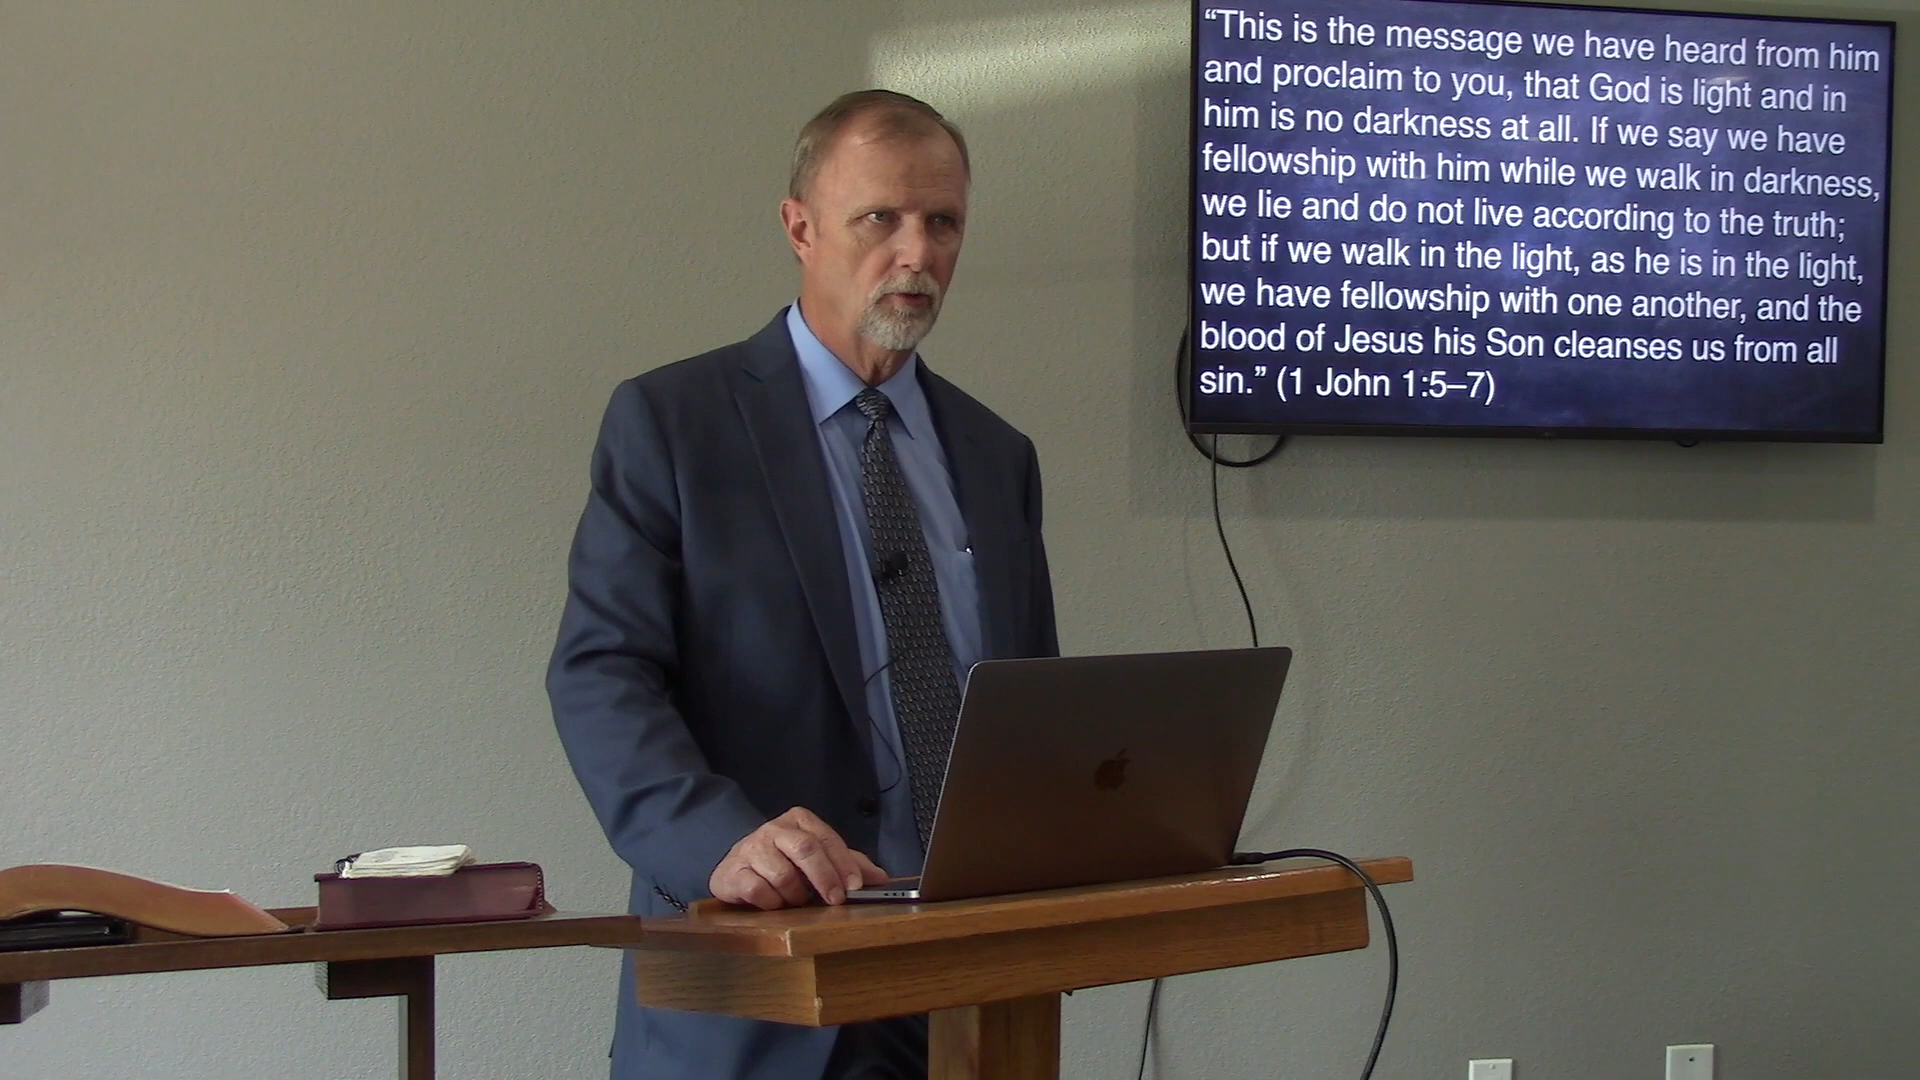 “This is the message we have heard from him
and proclaim to you, that God is light and in
him is no darkness at all. If we say we have
fellowship with him while we walk in darkness,
we lie and do not live according to the truth;
but if we walk in the light, as he is in the light,
we have fellowship with one another, and the
blood of Jesus his Son cleanses us from all
sin.” (1 John 1:5–7)